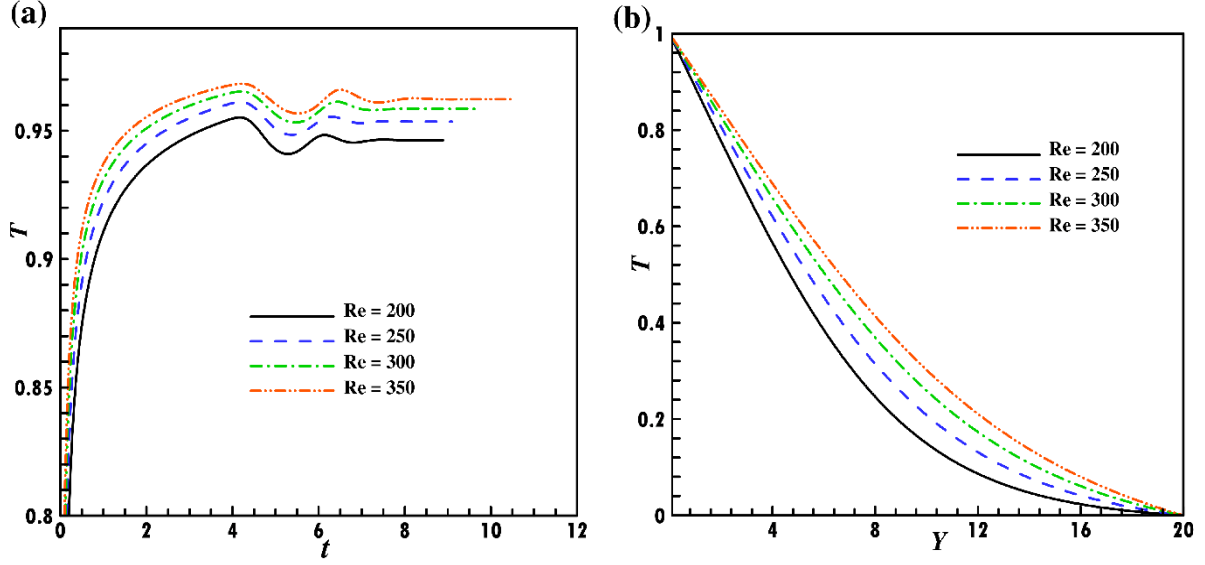 (a)
T
0.95
0.9
0.85
0.8
0 2 4 6 8 10 12
t
Re = 200
Re = 250
Re = 300
Re = 350
(b)
T
1
0.8
0.6
0.4
0.2
0
4 8 12 16 20
Y
Re = 200
Re = 250
Re = 300
Re = 350